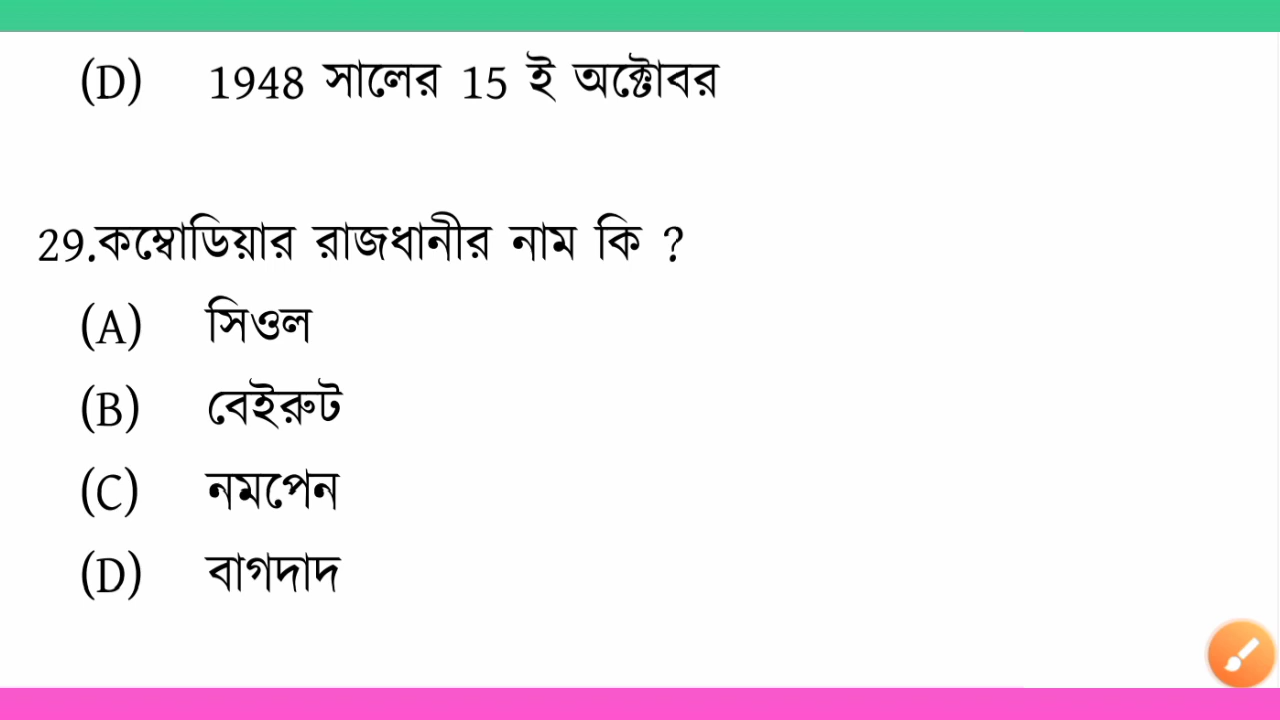 (D) 1948 সালের 15 ই অক্টোবর
29.কম্বোডিয়ার রাজধানীর নাম কি ?
(A) সিওল
(B) বেইরুট
(C) নমপেন
(D) বাগদাদ